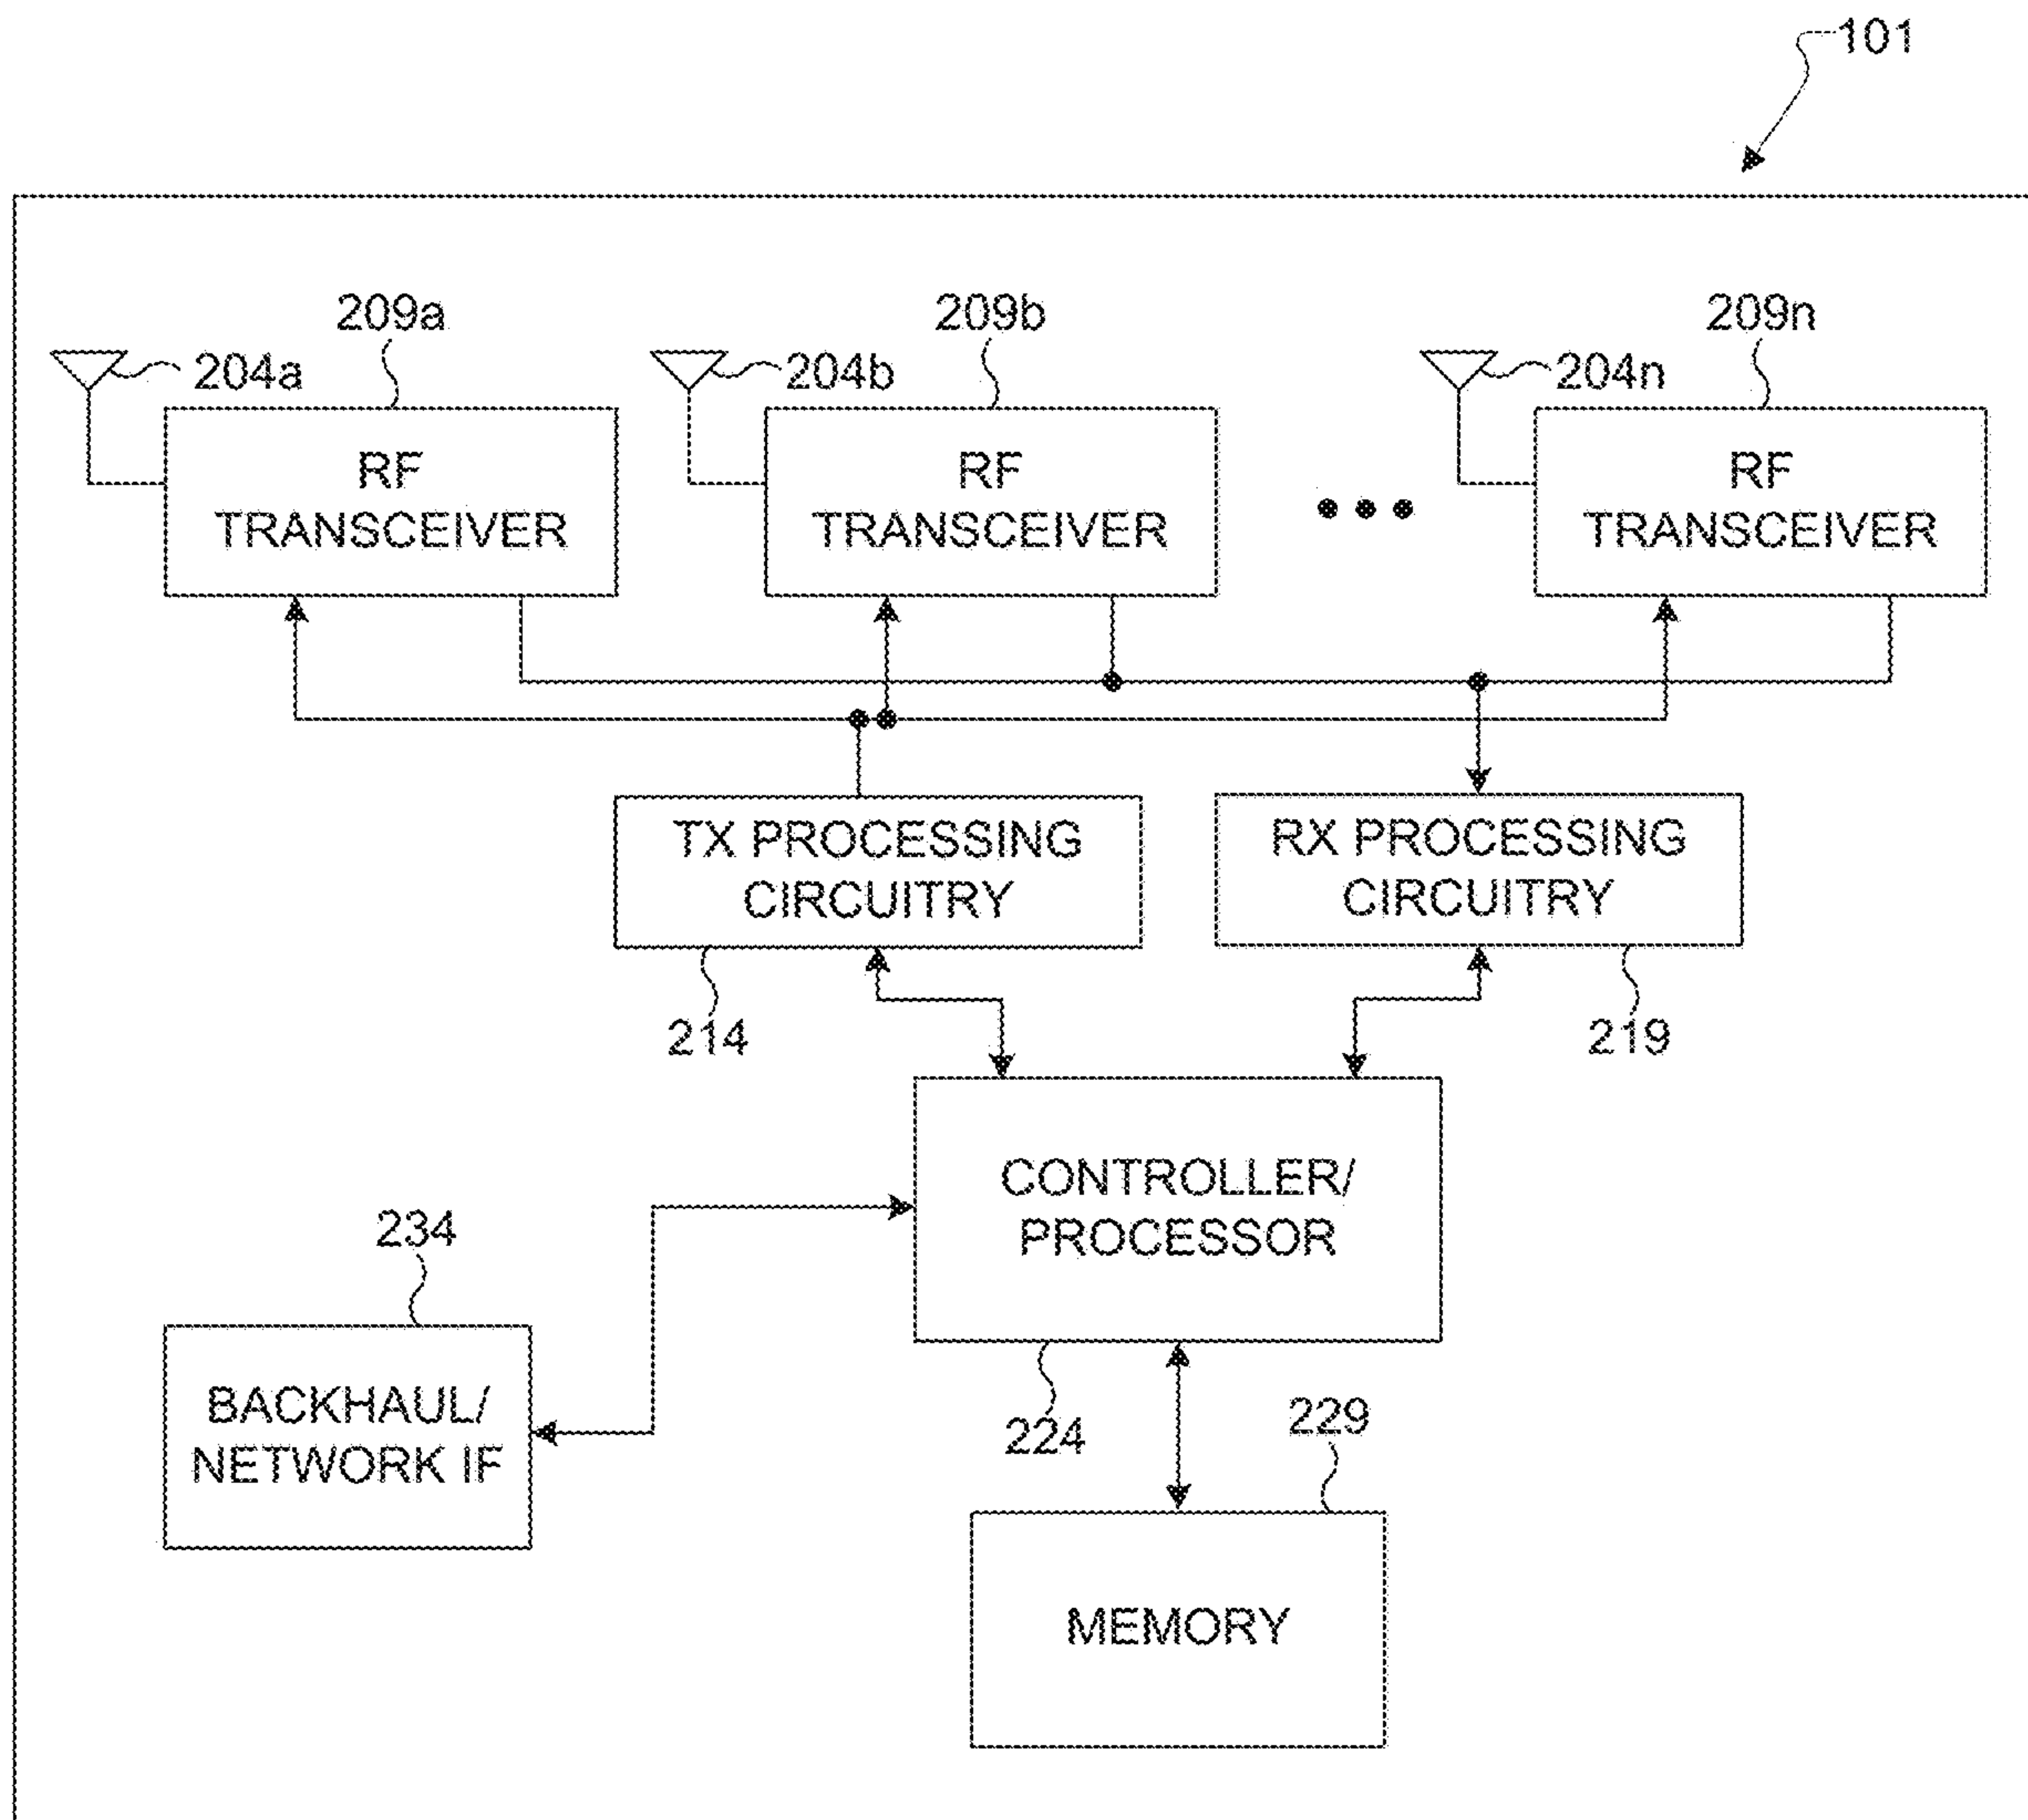 101
209a
209b
209n
204a
204b
204n
RF
TRANSCEIVER
RF
TRANSCEIVER
RF
TRANSCEIVER
TX PROCESSING
CIRCUITRY
RX PROCESSING
CIRCUITRY
214
219
CONTROLLER/
PROCESSOR
234
BACKHAUL/
NETWORK IF
224
229
MEMORY